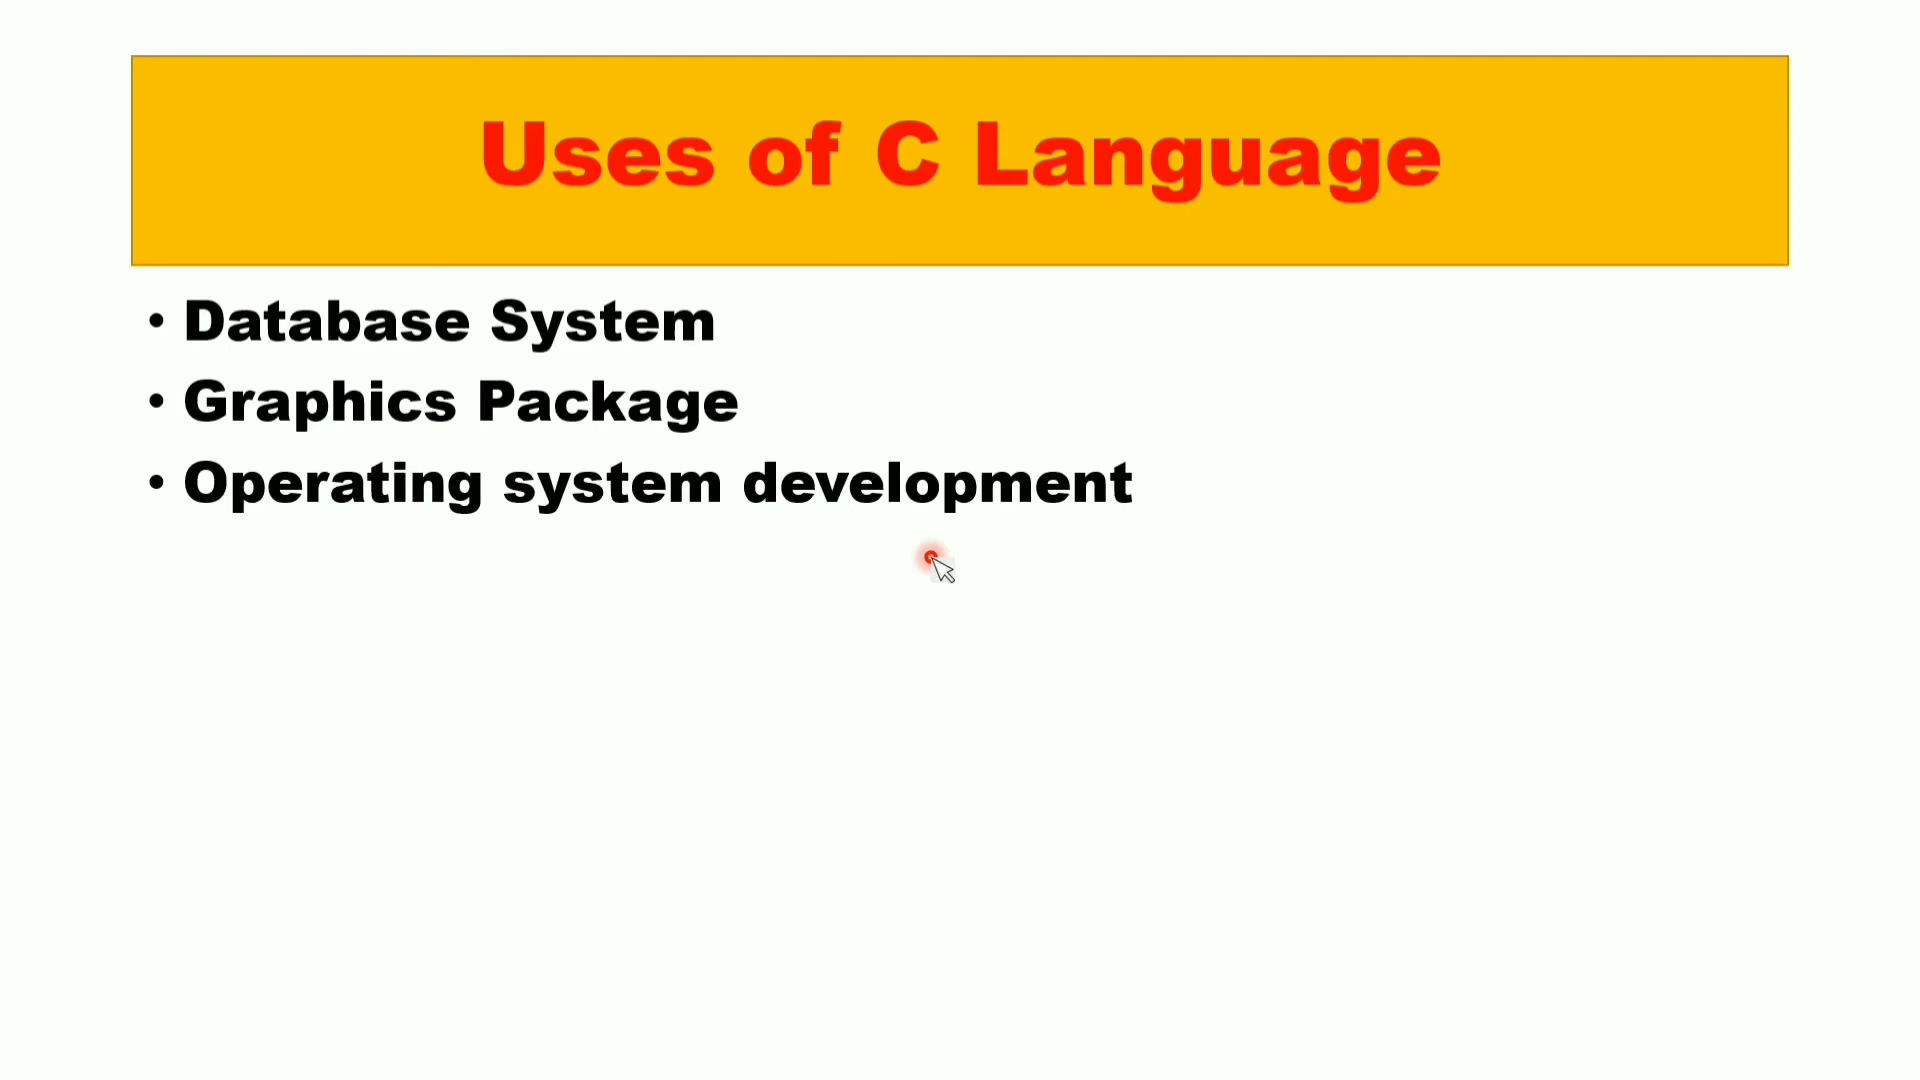 Uses of C Language
• Database System
• Graphics Package
• Operating system development